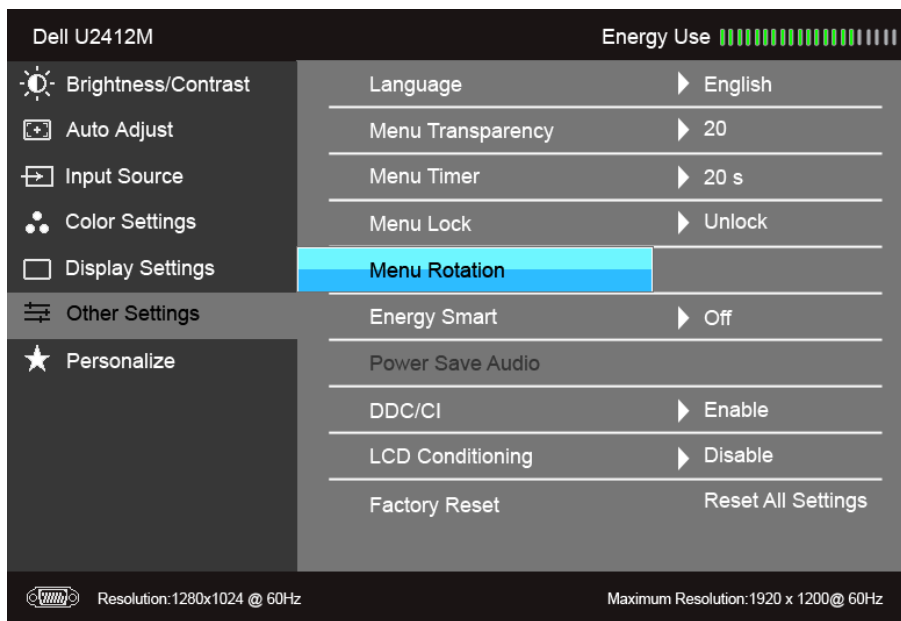 Dell U2412M Energy Use
Brightness/Contrast Language English
Auto Adjust Menu Transparency 20
Input Source Menu Timer 20 s
Color Settings Menu Lock Unlock
Display Settings Menu Rotation
Other Settings Energy Smart Off
Personalize Power Save Audio
DDC/CI Enable
LCD Conditioning Disable
Factory Reset Reset All Settings
Resolution:1280x1024 @ 60Hz Maximum Resolution:1920 x 1200@ 60Hz